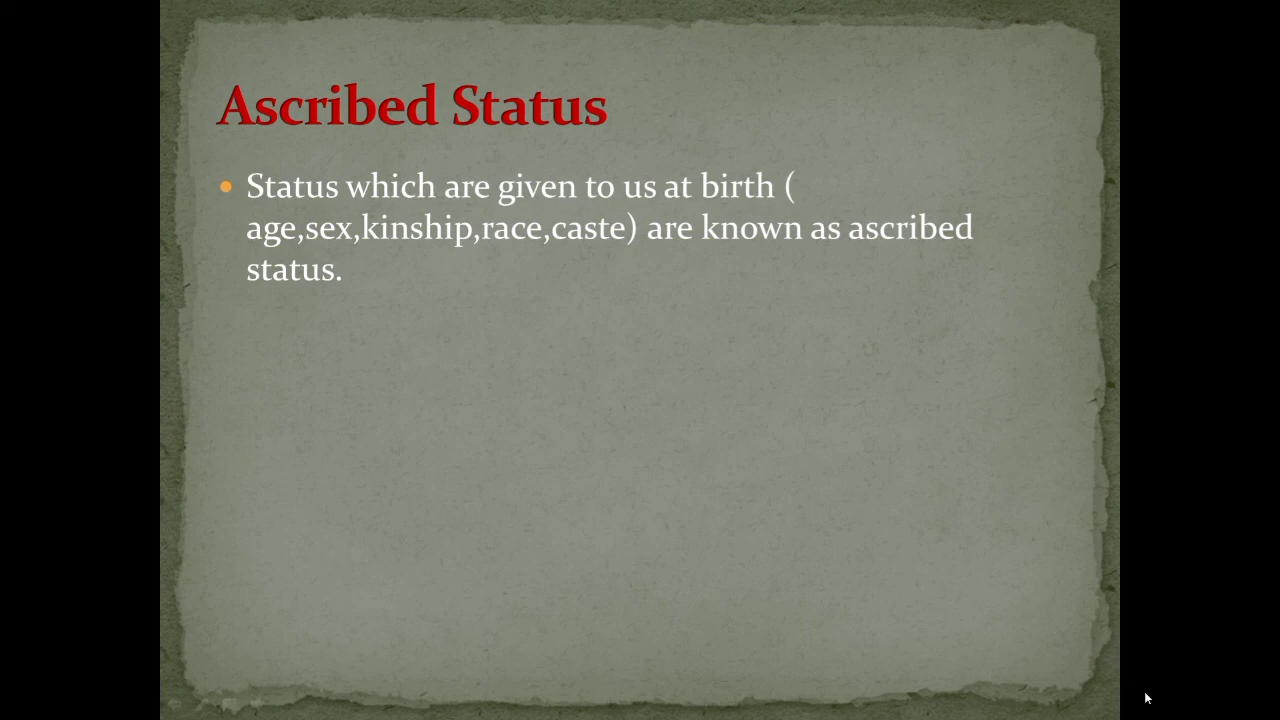 Ascribed Status
Status which are given to us at birth (
age,sex,kinship,race,caste) are known as ascribed
status.